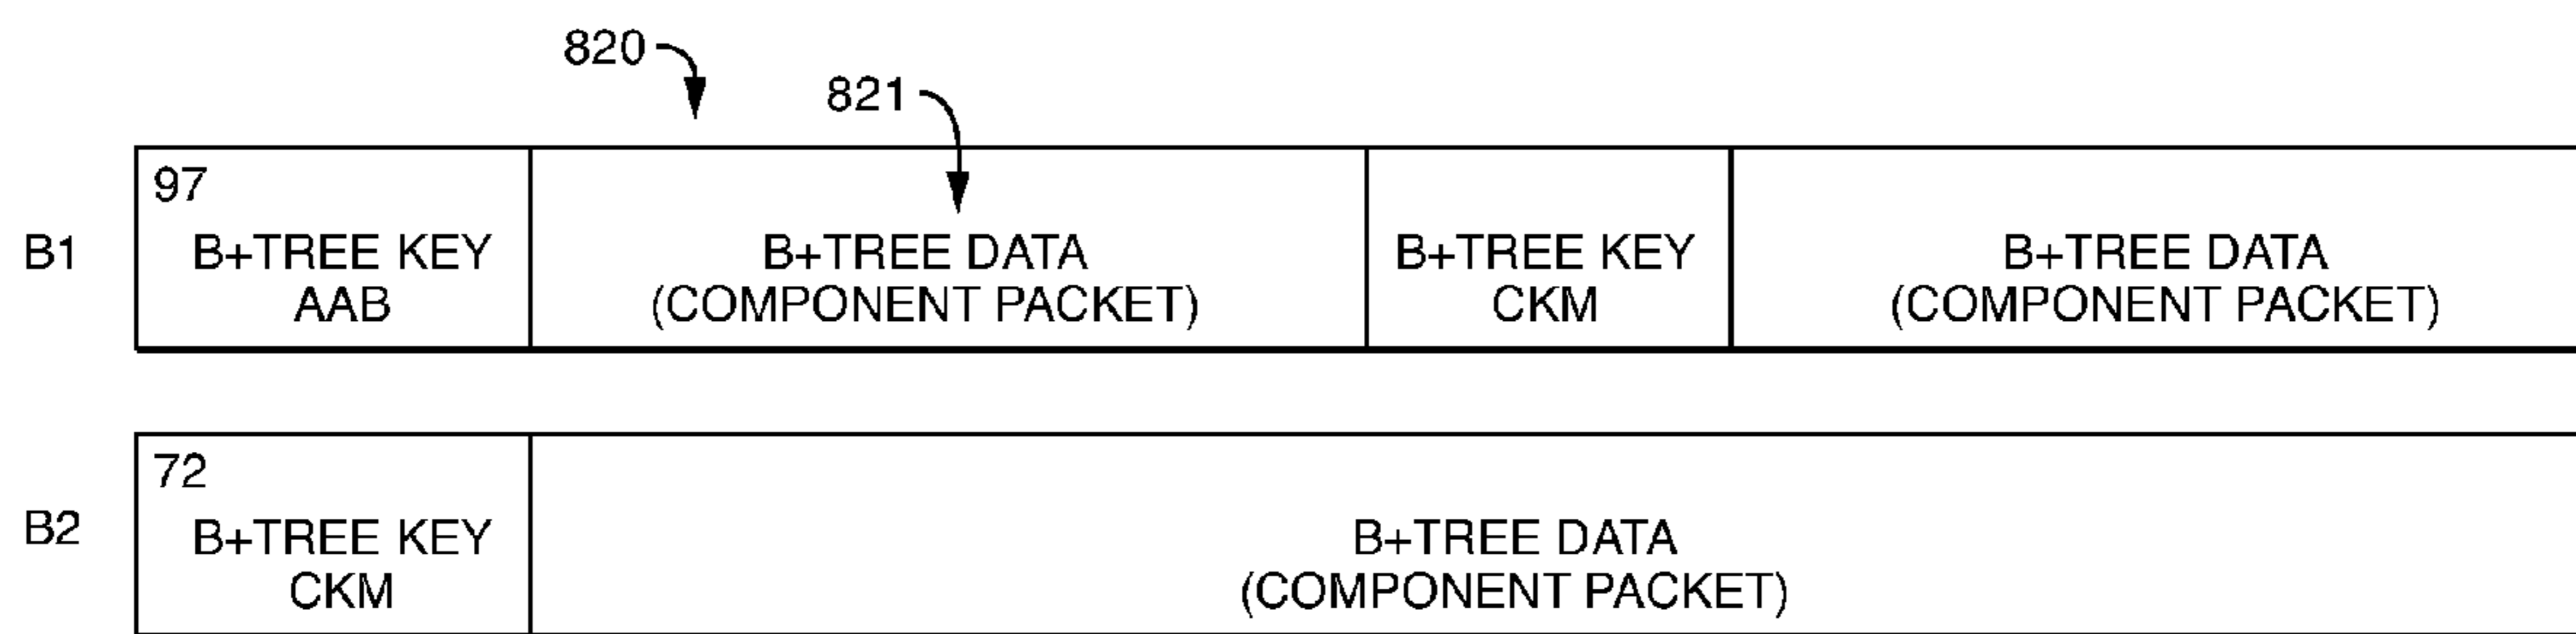 820
821
B1
97
B+TREE KEY
AAB
B+TREE DATA
(COMPONENT PACKET)
B+TREE KEY
CKM
B+TREE DATA
(COMPONENT PACKET)
B2
72
B+TREE KEY
CKM
B+TREE DATA
(COMPONENT PACKET)